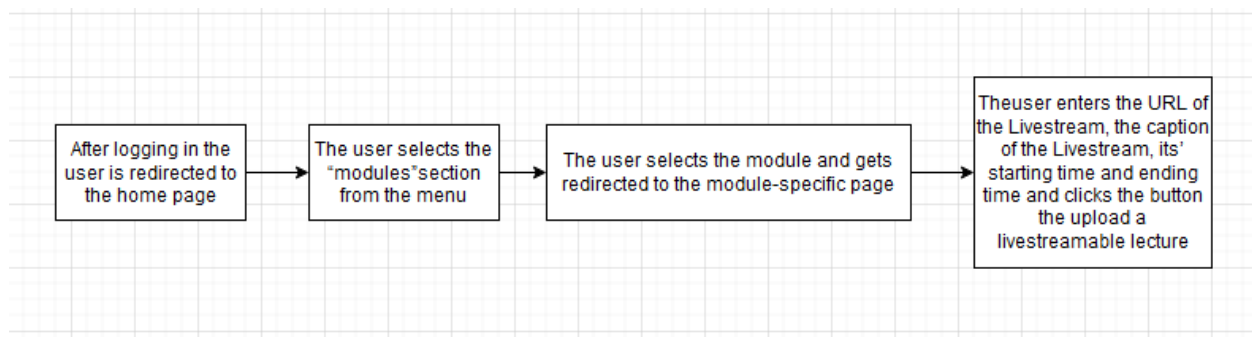 After logging in the
user is redirected to
the home page
The user selects the
“modules”section
from the menu
The user selects the module and gets
redirected to the module-specific page
Theuser enters the URL of
the Livestream, the caption
of the Livestream, its’
starting time and ending
time and clicks the button
the upload a
livestreamable lecture